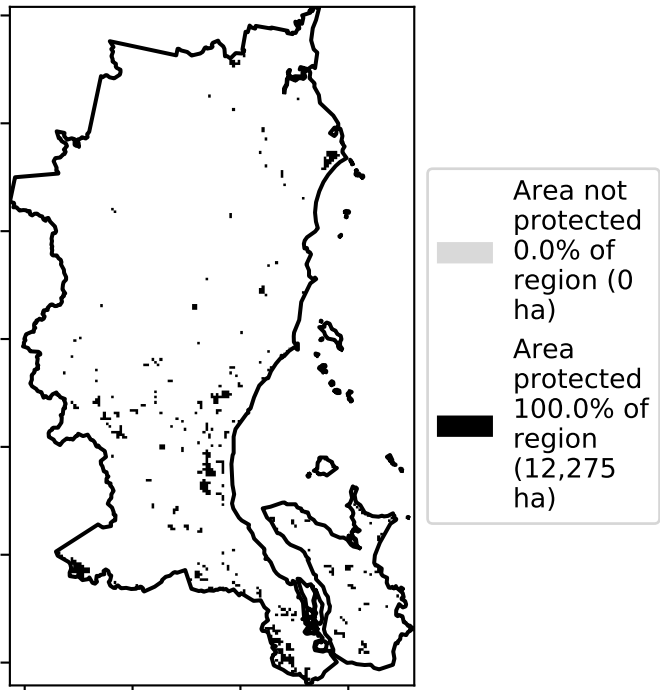 Area not
protected
0.0% of
region (0
ha)
Area
protected
100.0% of
region
(12,275
ha)